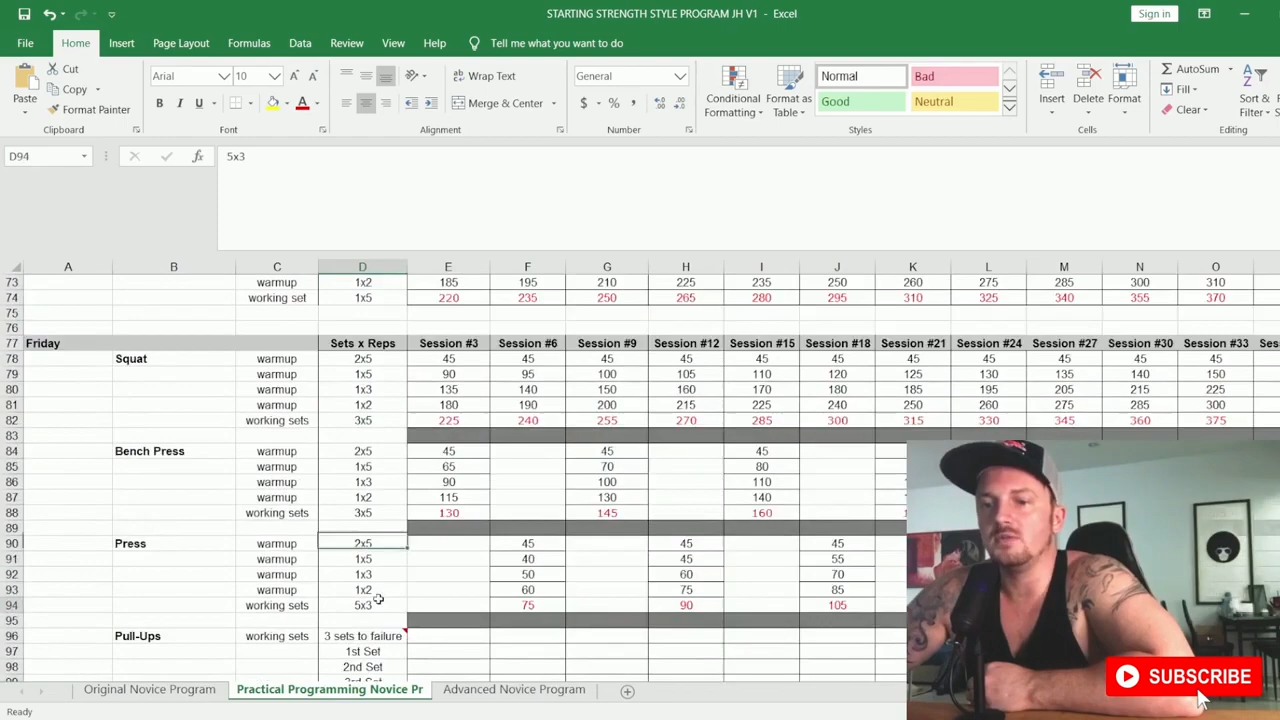 STARTING STRENGTH STYLE PROGRAM JH V1 - Excel
Sign in
File Home Insert Page Layout Formulas Data Review View Help Tell me what you want to do
Paste Cut Copy Format Painter Clipboard
Arial 10 B I U A Font
Wrap Text Merge & Center Alignment
General $ % , Number
Conditional Formatting Format as Table
Normal Bad
Good Neutral
Styles
Insert Delete Format Cells
AutoSum Fill Clear Sort & Filter Editing
D94 fx 5x3
A B C D E F G H I J K L M N O
73 warmup 1x2 185 195 210 225 235 250 260 275 285 300 310
74 working set 1x5 220 235 250 265 280 295 310 325 340 355 370
75
76
77 Friday Sets x Reps Session #3 Session #6 Session #9 Session #12 Session #15 Session #18 Session #21 Session #24 Session #27 Session #30 Session #33
78 Squat warmup 2x5 45 45 45 45 45 45 45 45 45 45 45
79 warmup 1x5 90 95 100 105 110 120 125 130 135 140 150
80 warmup 1x3 135 140 150 160 170 180 185 195 205 215 225
81 warmup 1x2 180 190 200 215 225 240 250 260 275 285 300
82 working sets 3x5 225 240 255 270 285 300 315 330 345 360 375
83
84 Bench Press warmup 2x5 45 45 45
85 warmup 1x5 65 70 80
86 warmup 1x3 90 100 110
87 warmup 1x2 115 130 140
88 working sets 3x5 130 145 160
89
90 Press warmup 2x5 45 45 45
91 warmup 1x5 40 45 55
92 warmup 1x3 50 60 70
93 warmup 1x2 60 75 85
94 working sets 5x3 75 90 105
95
96 Pull-Ups working sets 3 sets to failure
97 1st Set
98 2nd Set
Original Novice Program Practical Programming Novice Pr Advanced Novice Program
Ready
SUBSCRIBE